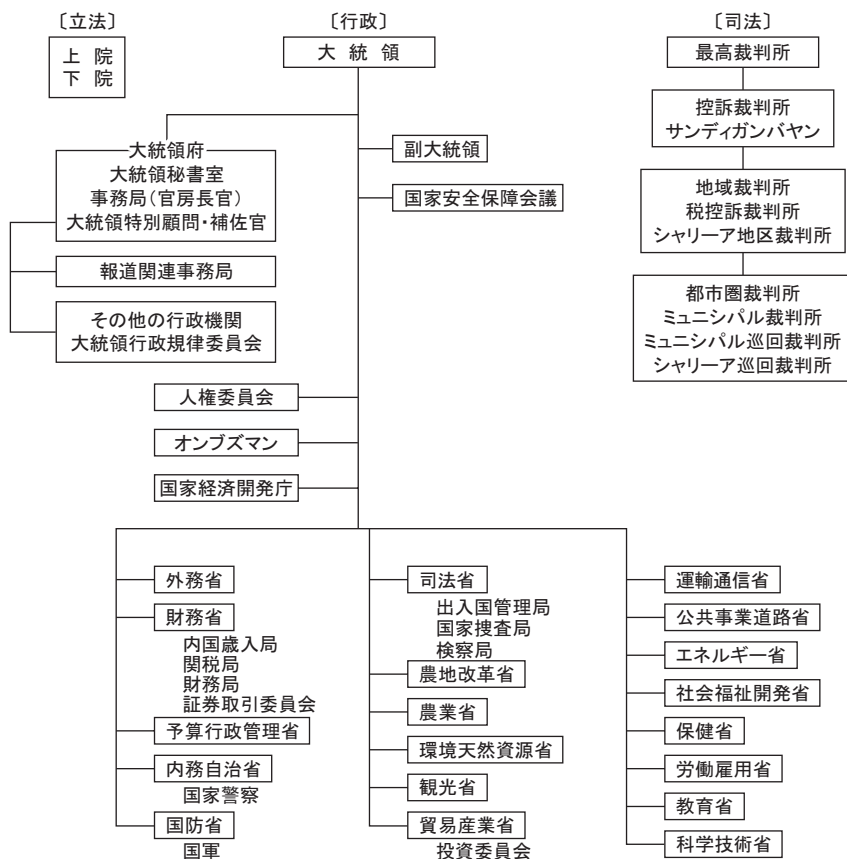 〔立法〕
上 院
下 院
〔行政〕
大 統 領
大統領府
大統領秘書室
事務局(官房長官)
大統領特別顧問・補佐官
報道関連事務局
その他の行政機関
大統領行政規律委員会
副大統領
国家安全保障会議
人権委員会
オンブズマン
国家経済開発庁
外務省
財務省
内国歳入局
関税局
財務局
証券取引委員会
予算行政管理省
内務自治省
国家警察
国防省
国軍
司法省
出入国管理局
国家捜査局
検察局
農地改革省
農業省
環境天然資源省
観光省
貿易産業省
投資委員会
運輸通信省
公共事業道路省
エネルギー省
社会福祉開発省
保健省
労働雇用省
教育省
科学技術省
〔司法〕
最高裁判所
控訴裁判所
サンディガンバヤン
地域裁判所
税控訴裁判所
シャリーア地区裁判所
都市圏裁判所
ミュニシパル裁判所
ミュニシパル巡回裁判所
シャリーア巡回裁判所